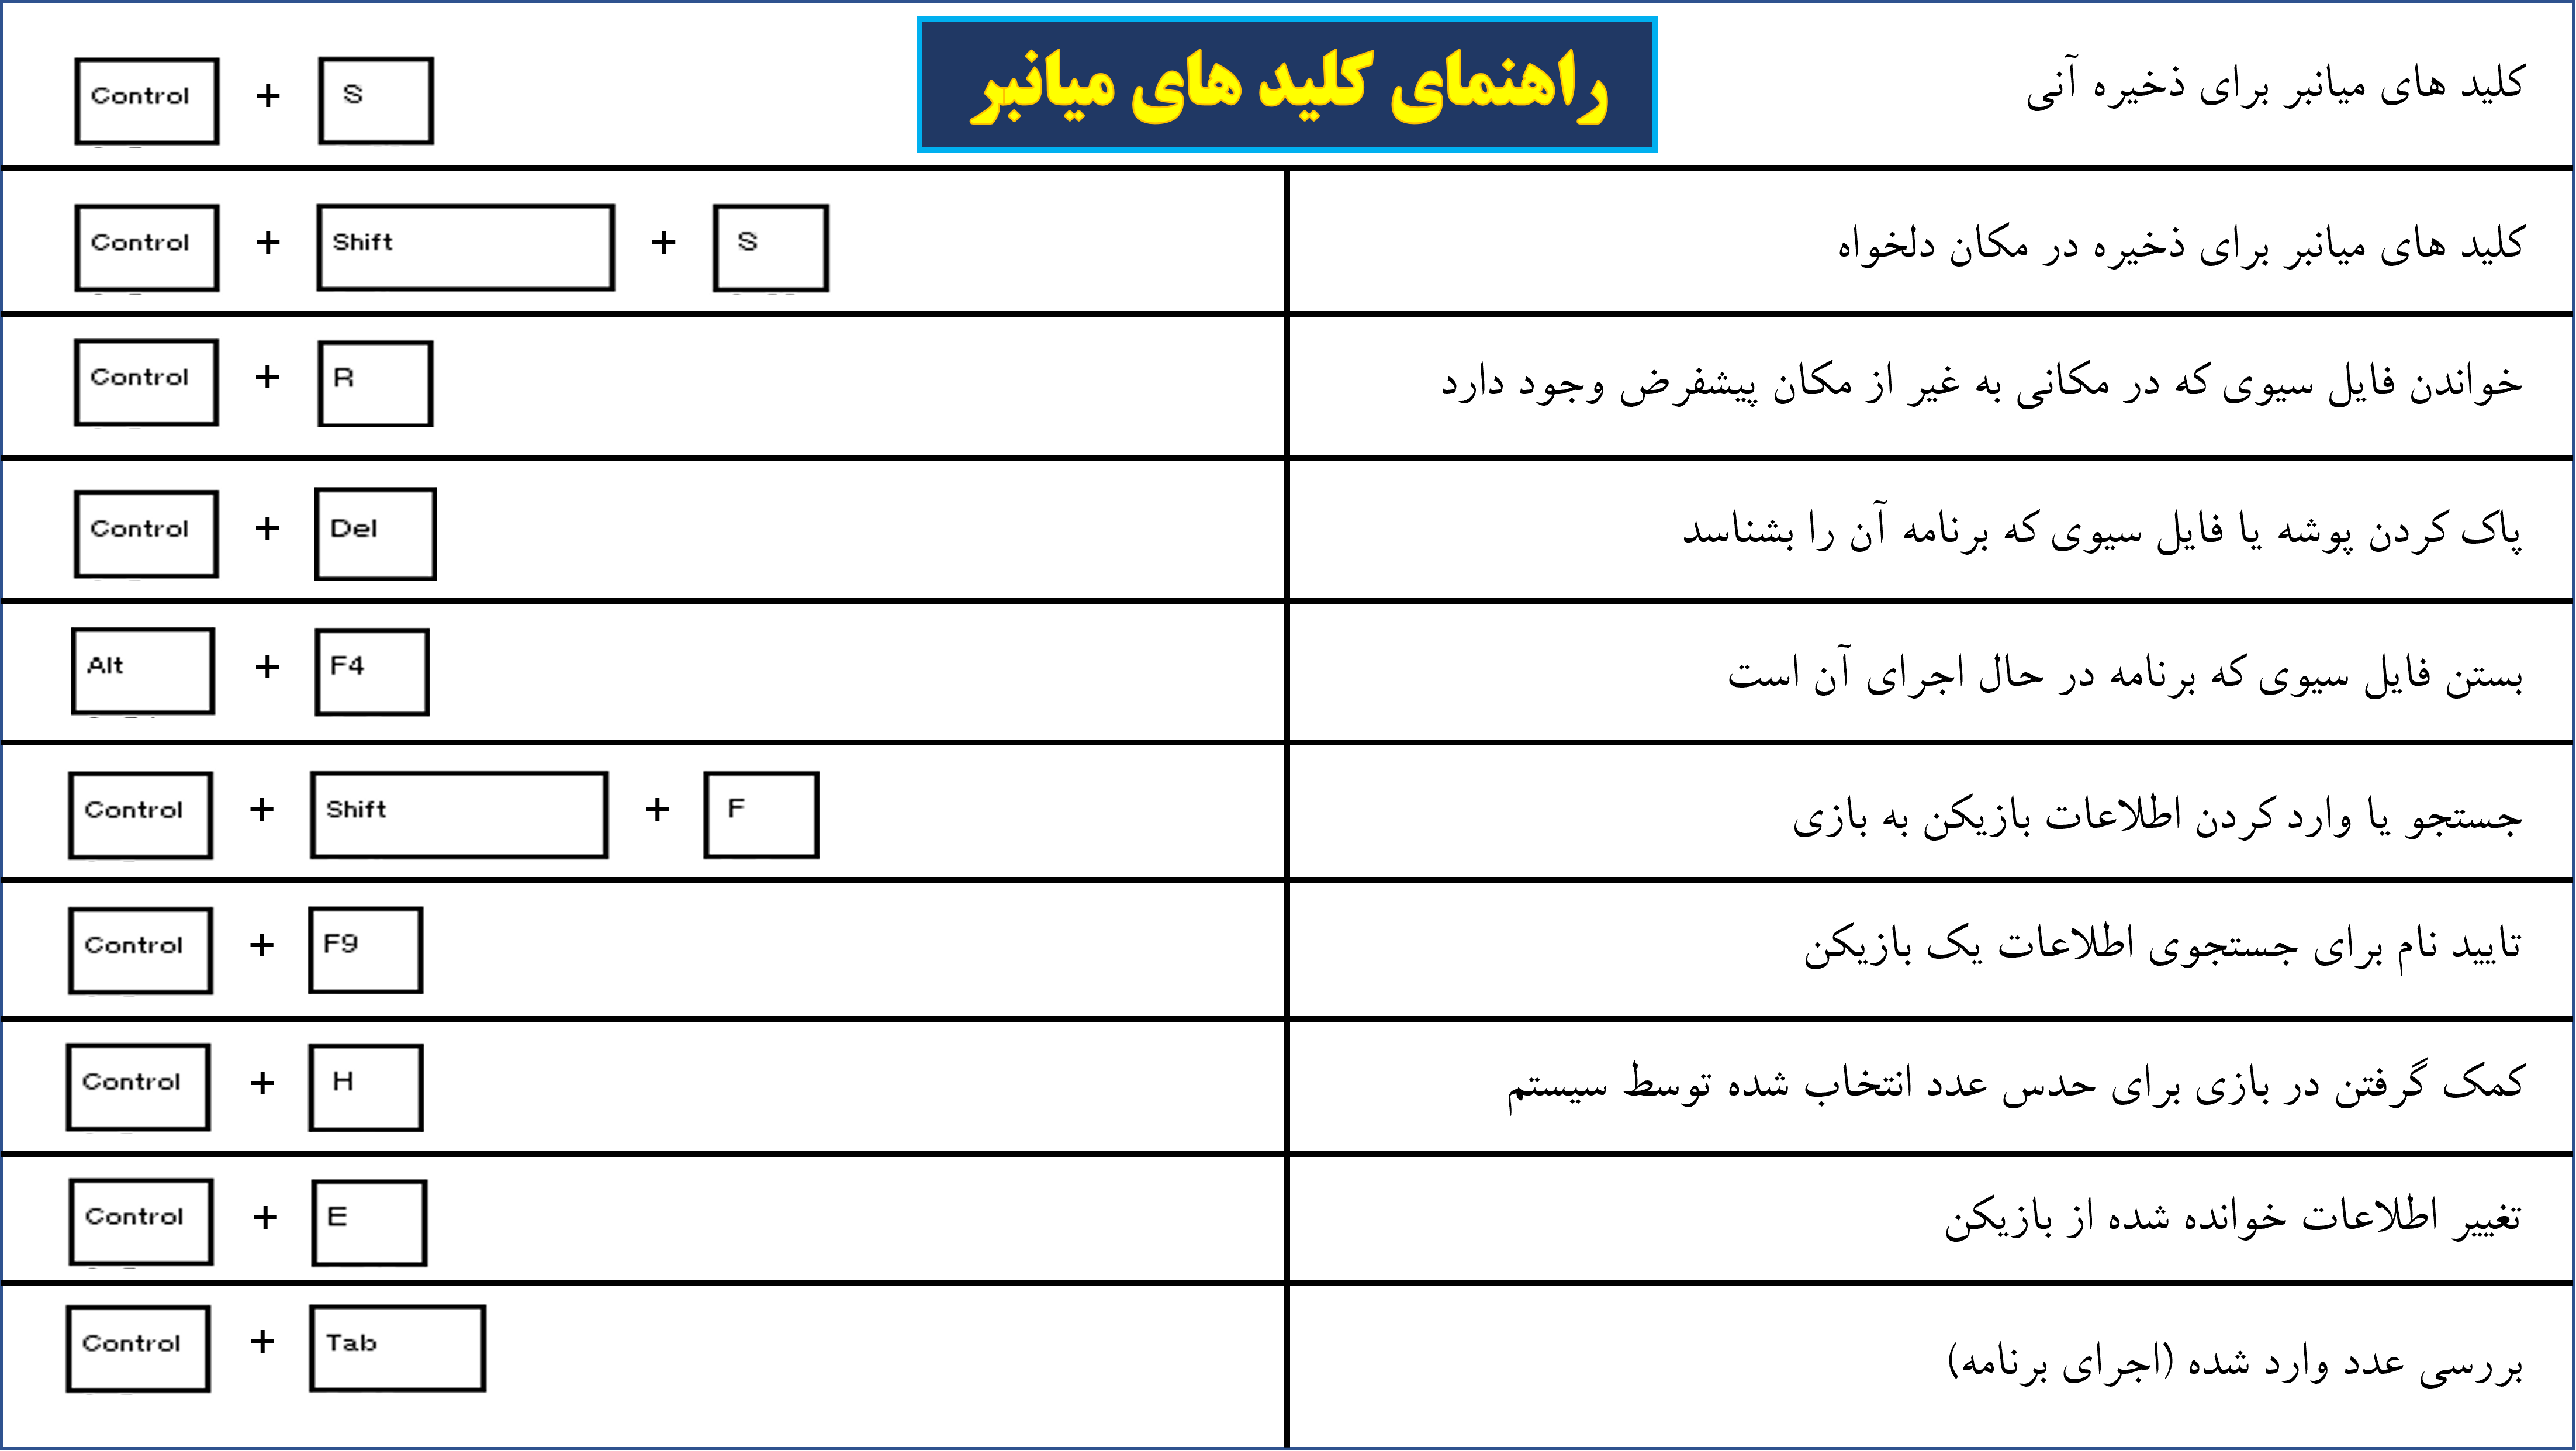 راهنمای کلید های میانبر
کلید های میانبر برای ذخیره آنی
Control + S
کلید های میانبر برای ذخیره در مکان دلخواه
Control + Shift + S
خواندن فایل سیوی که در مکانی به غیر از مکان پیشفرض وجود دارد
Control + R
پاک کردن پوشه یا فایل سیوی که برنامه آن را بشناسد
Control + Del
بستن فایل سیوی که برنامه در حال اجرای آن است
Alt + F4
جستجو یا وارد کردن اطلاعات بازیکن به بازی
Control + Shift + F
تایید نام برای جستجوی اطلاعات یک بازیکن
Control + F9
کمک گرفتن در بازی برای حدس عدد انتخاب شده توسط سیستم
Control + H
تغییر اطلاعات خوانده شده از بازیکن
Control + E
بررسی عدد وارد شده (اجرای برنامه)
Control + Tab